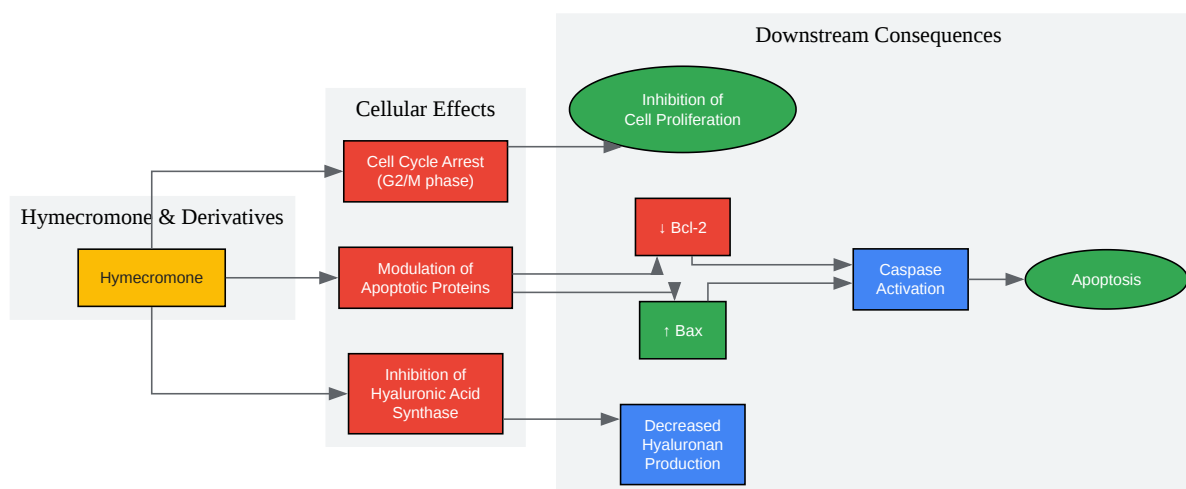 Downstream Consequences
Cellular Effects
Hymecromone & Derivatives
Hymecromone
Cell Cycle Arrest
(G2/M phase)
Modulation of
Apoptotic Proteins
Inhibition of
Hyaluronic Acid
Synthase
Inhibition of
Cell Proliferation
↓ Bcl-2
↑ Bax
Decreased
Hyaluronan
Production
Caspase
Activation
Apoptosis